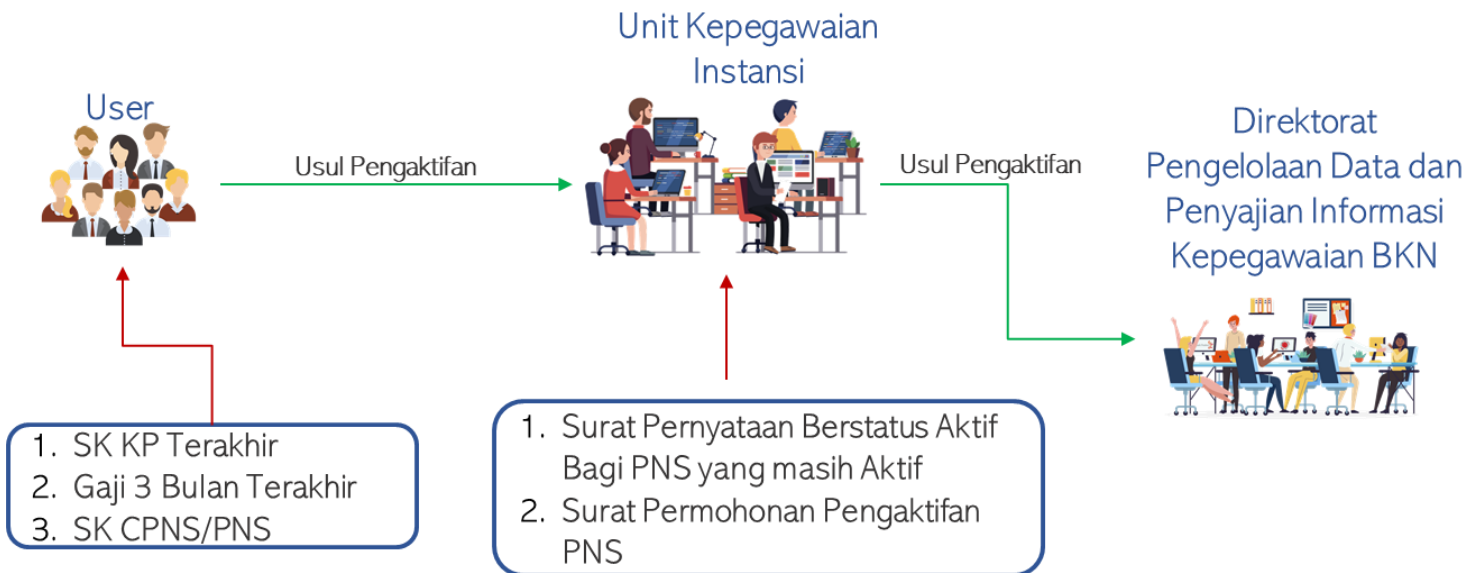 User
Usul Pengaktifan
Unit Kepegawaian
Instansi
Usul Pengaktifan
Direktorat
Pengelolaan Data dan
Penyajian Informasi
Kepegawaian BKN
1. SK KP Terakhir
2. Gaji 3 Bulan Terakhir
3. SK CPNS/PNS
1. Surat Pernyataan Berstatus Aktif
Bagi PNS yang masih Aktif
2. Surat Permohonan Pengaktifan
PNS